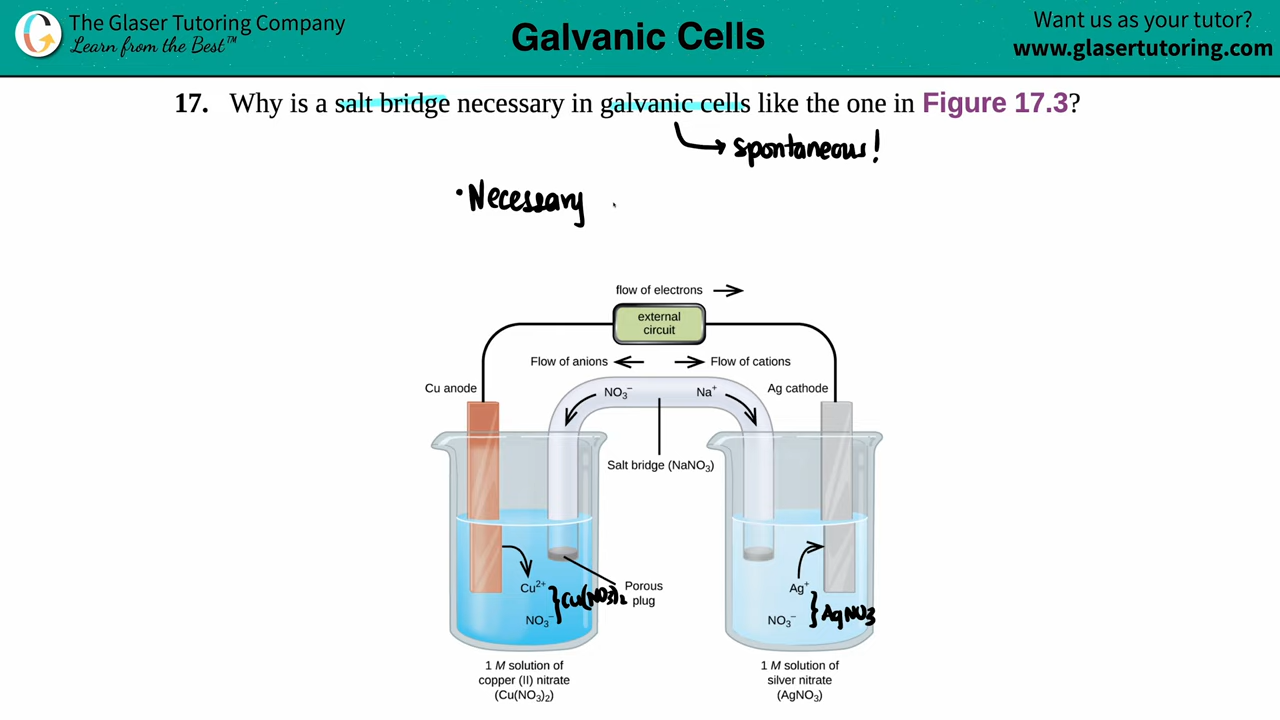 The Glaser Tutoring Company
Learn from the Best™
Galvanic Cells
Want us as your tutor?
www.glasertutoring.com
17. Why is a salt bridge necessary in galvanic cells like the one in Figure 17.3?
spontaneous!
• Necessary
flow of electrons
external
circuit
Flow of anions
Flow of cations
Cu anode
NO₃⁻
Na⁺
Ag cathode
Salt bridge (NaNO₃)
Cu²⁺
NO₃⁻
Cu(NO3)2
Porous
plug
Ag⁺
NO₃⁻
AgNO3
1 M solution of
copper (II) nitrate
(Cu(NO₃)₂)
1 M solution of
silver nitrate
(AgNO₃)